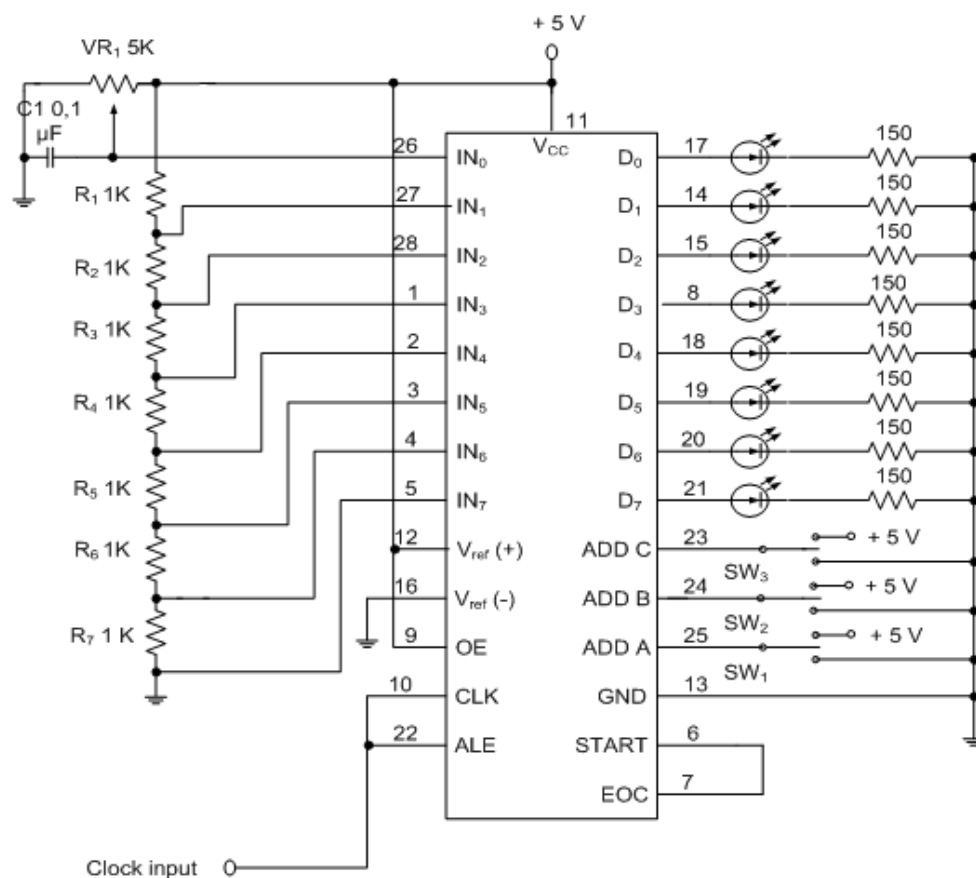 + 5 V
VR₁ 5K
C1 0,1
µF
11
V_CC
26 IN₀ D₀ 17 150
R₁ 1K
27 IN₁ D₁ 14 150
R₂ 1K
28 IN₂ D₂ 15 150
R₃ 1K
1 IN₃ D₃ 8 150
2 IN₄ D₄ 18 150
R₄ 1K
3 IN₅ D₅ 19 150
4 IN₆ D₆ 20 150
R₅ 1K
5 IN₇ D₇ 21 150
R₆ 1K
12 V_ref (+) ADD C 23 + 5 V
SW₃
16 V_ref (-) ADD B 24 + 5 V
SW₂
R₇ 1 K
9 OE ADD A 25 + 5 V
SW₁
10 CLK GND 13
22 ALE START 6
EOC 7
Clock input